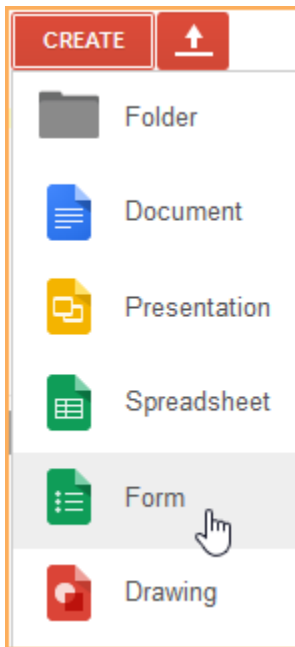 CREATE
Folder
Document
Presentation
Spreadsheet
Form
Drawing